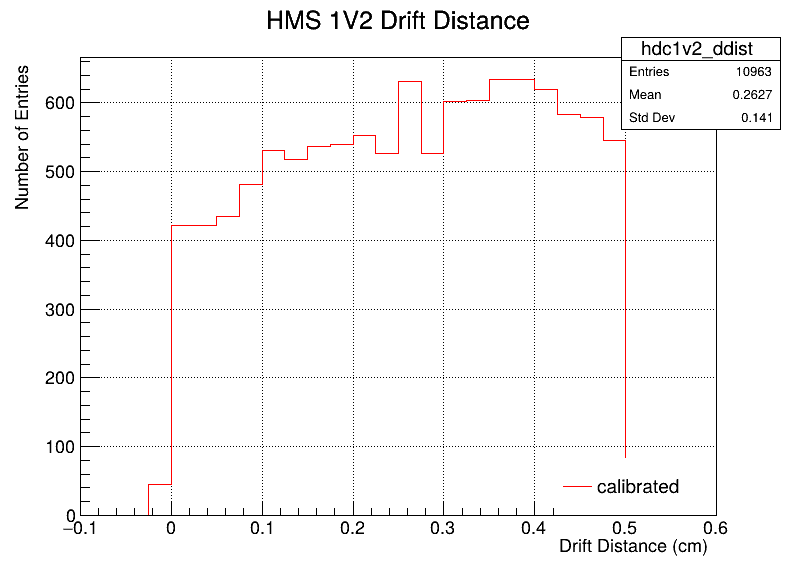 HMS 1V2 Drift Distance
hdc1v2_ddist
Entries 10963
Mean 0.2627
Std Dev 0.141
Number of Entries
600
500
400
300
200
100
0
calibrated
−0.1 0 0.1 0.2 0.3 0.4 0.5 0.6
Drift Distance (cm)